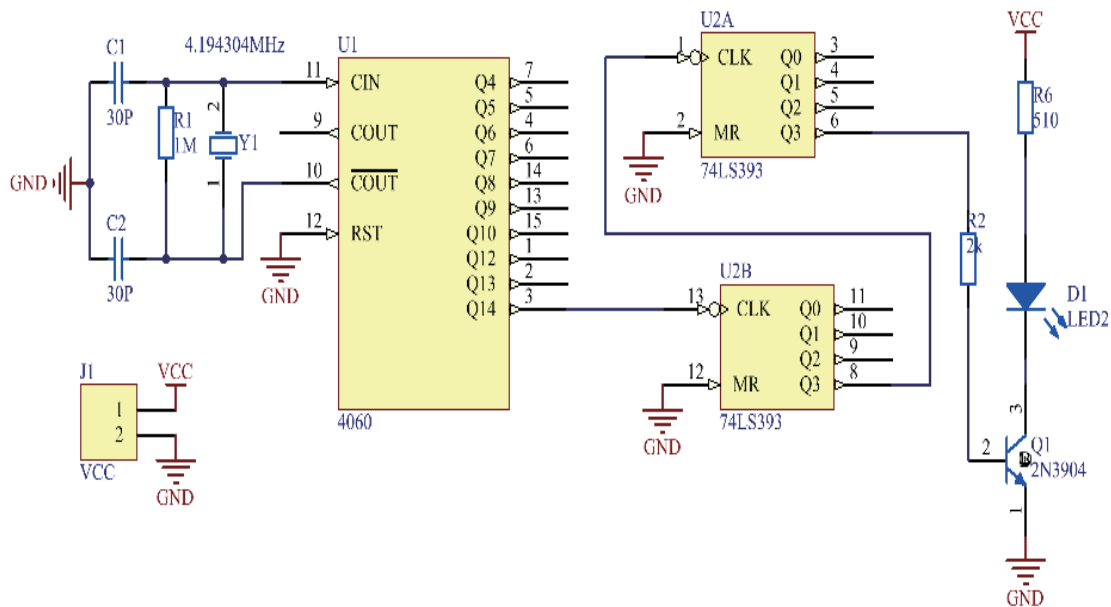 C1
30P
4.194304MHz
R1
1M
2
Y1
1
GND
C2
30P
U1
11
CIN
9
COUT
10
COUT
12
RST
GND
Q4
7
Q5
5
Q6
4
Q7
6
Q8
14
Q9
13
Q10
15
Q12
1
Q13
2
Q14
3
4060
J1
1
2
VCC
VCC
GND
U2A
1
CLK
2
MR
GND
Q0
3
Q1
4
Q2
5
Q3
6
74LS393
U2B
13
CLK
12
MR
GND
Q0
11
Q1
10
Q2
9
Q3
8
74LS393
R2
2k
VCC
R6
510
D1
LED2
3
2
Q1
2N3904
1
GND